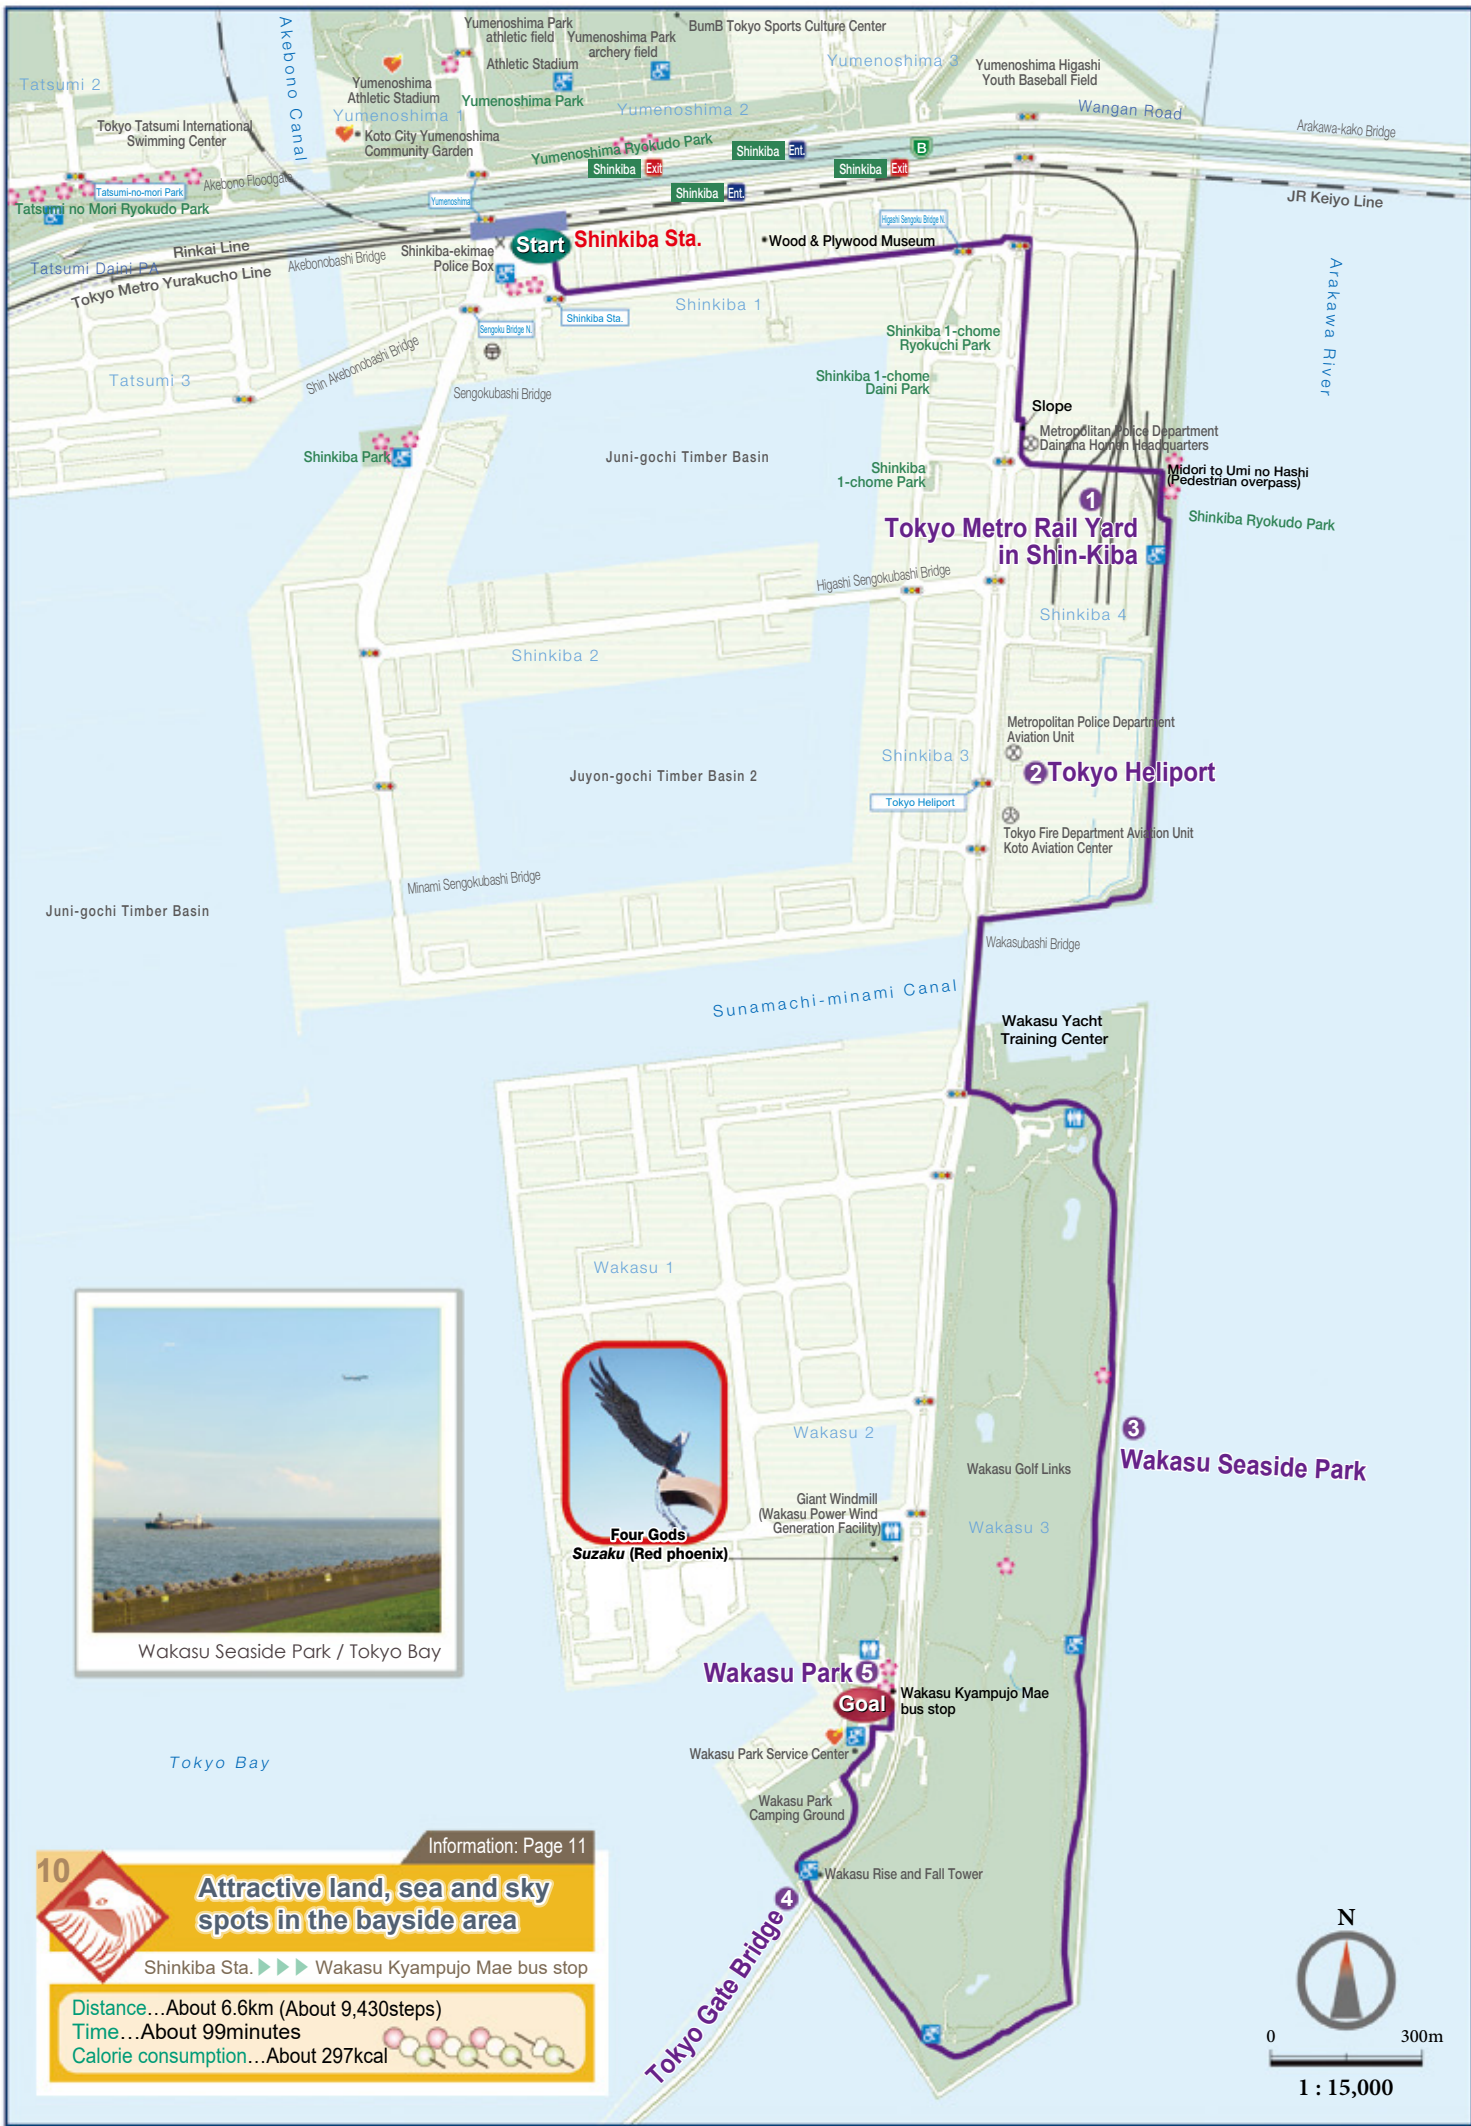 Yumenoshima Park
athletic field
Yumenoshima Park
archery field
BumB Tokyo Sports Culture Center
Akebono Canal
Tatsumi 2
Athletic Stadium
Yumenoshima 3
Yumenoshima Higashi
Youth Baseball Field
Yumenoshima
Athletic Stadium
Yumenoshima Park
Yumenoshima 2
Wangan Road
Yumenoshima 1
Tokyo Tatsumi International
Swimming Center
Koto City Yumenoshima
Community Garden
Arakawa-kako Bridge
Yumenoshima Ryokudo Park
Shinkiba Ent.
B
Shinkiba Exit
Shinkiba Exit
Shinkiba Ent.
Akebono Floodgate
Tatsumi-no-mori Park
Tatsumi no Mori Ryokudo Park
Yumenoshima
JR Keiyo Line
Higashi Sengoku Bridge N.
Rinkai Line
Start
Shinkiba Sta.
Wood & Plywood Museum
Shinkiba-ekimae
Police Box
Akebonobashi Bridge
Tatsumi Daini PA
Tokyo Metro Yurakucho Line
Arakawa River
Shinkiba 1
Shinkiba Sta.
Sengoku Bridge N.
Shinkiba 1-chome
Ryokuchi Park
Shin Akebonobashi Bridge
Tatsumi 3
Shinkiba 1-chome
Daini Park
Sengokubashi Bridge
Slope
Metropolitan Police Department
Dainana Homen Headquarters
Shinkiba Park
Juni-gochi Timber Basin
Shinkiba
1-chome Park
Midori to Umi no Hashi
(Pedestrian overpass)
1
Tokyo Metro Rail Yard
in Shin-Kiba
Shinkiba Ryokudo Park
Higashi Sengokubashi Bridge
Shinkiba 4
Shinkiba 2
Metropolitan Police Department
Aviation Unit
Shinkiba 3
2 Tokyo Heliport
Juyon-gochi Timber Basin 2
Tokyo Heliport
Tokyo Fire Department Aviation Unit
Koto Aviation Center
Minami Sengokubashi Bridge
Juni-gochi Timber Basin
Wakasubashi Bridge
Sunamachi-minami Canal
Wakasu Yacht
Training Center
Wakasu 1
Wakasu 2
3
Wakasu Seaside Park
Wakasu Golf Links
Giant Windmill
(Wakasu Power Wind
Generation Facility)
Wakasu 3
Four Gods
Suzaku (Red phoenix)
Wakasu Seaside Park / Tokyo Bay
Wakasu Park 5
Goal
Wakasu Kyampujo Mae
bus stop
Wakasu Park Service Center
Tokyo Bay
Wakasu Park
Camping Ground
Wakasu Rise and Fall Tower
Tokyo Gate Bridge 4
Information: Page 11
10
Attractive land, sea and sky
spots in the bayside area
Shinkiba Sta. ▶ ▶ ▶ Wakasu Kyampujo Mae bus stop
Distance...About 6.6km (About 9,430steps)
Time...About 99minutes
Calorie consumption...About 297kcal
N
0 300m
1 : 15,000